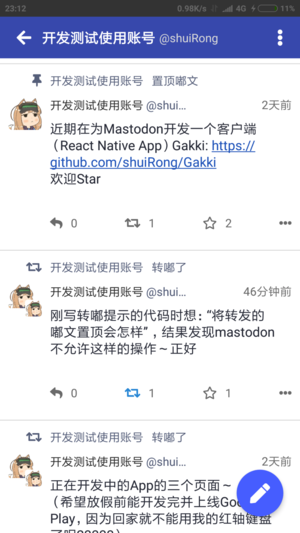 23:12
0.98K/s
4G
11%
开发测试使用账号 @shuiRong
开发测试使用账号 置顶嘟文
开发测试使用账号 @shui...
2天前
近期在为Mastodon开发一个客户端
（React Native App）Gakki: https://
github.com/shuiRong/Gakki
欢迎Star
0 1 2
开发测试使用账号 转嘟了
开发测试使用账号 @shui...
46分钟前
刚写转嘟提示的代码时想：“将转发的
嘟文置顶会怎样”，结果发现mastodon
不允许这样的操作～正好
0 1 1
开发测试使用账号 转嘟了
开发测试使用账号 @shui...
2天前
正在开发中的App的三个页面～
（希望放假前能开发完并上线Goo
Play，因为回家就不能用我的红轴键盘